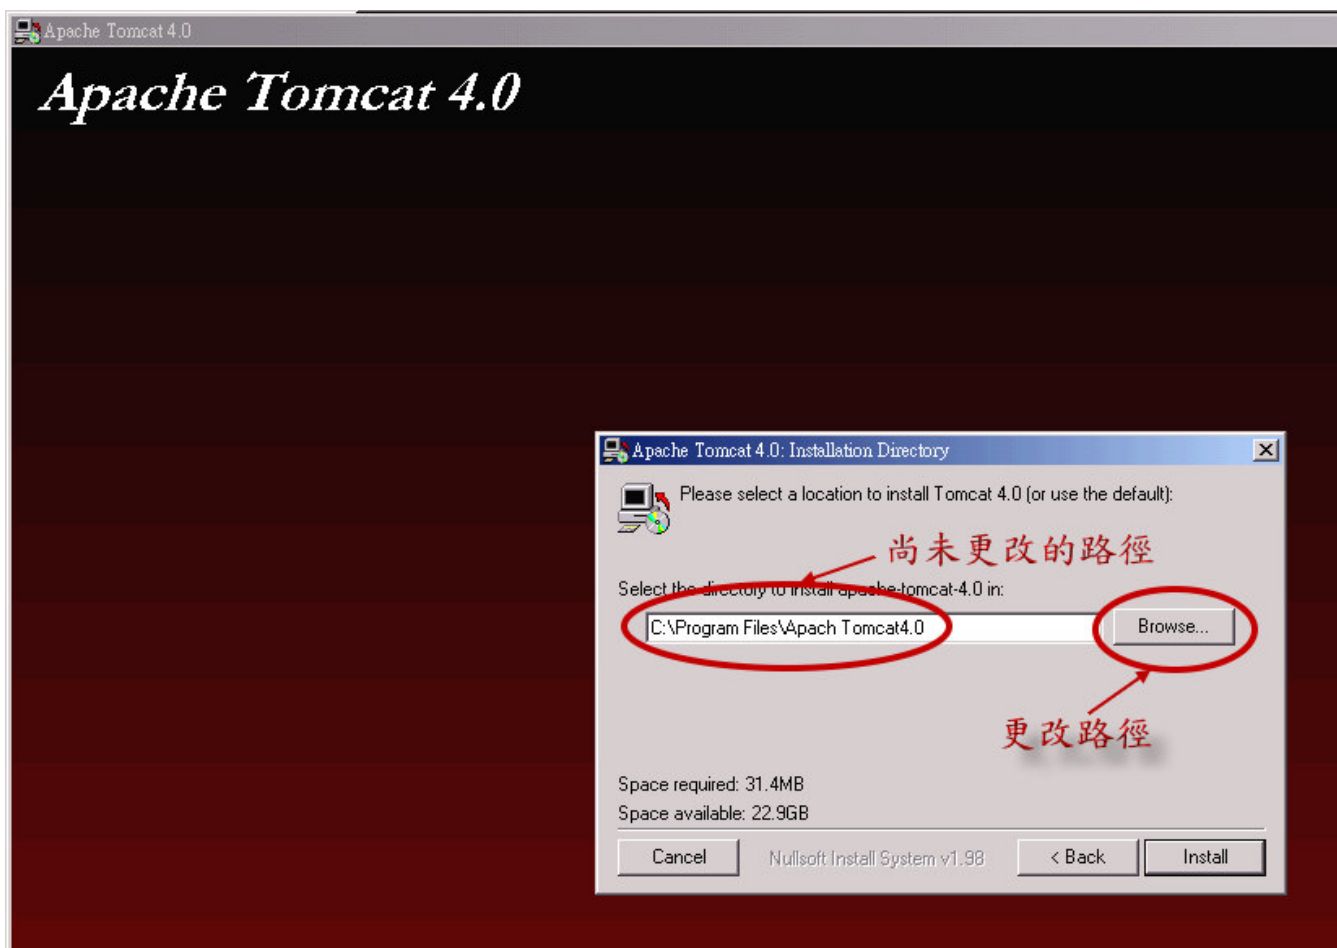 Apache Tomcat 4.0
Apache Tomcat 4.0
Apache Tomcat 4.0: Installation Directory
Please select a location to install Tomcat 4.0 (or use the default):
尚未更改的路徑
Select the directory to install apache-tomcat-4.0 in:
C:\Program Files\Apach Tomcat4.0
Browse...
更改路徑
Space required: 31.4MB
Space available: 22.9GB
Cancel
Nullsoft Install System v1.98
< Back
Install